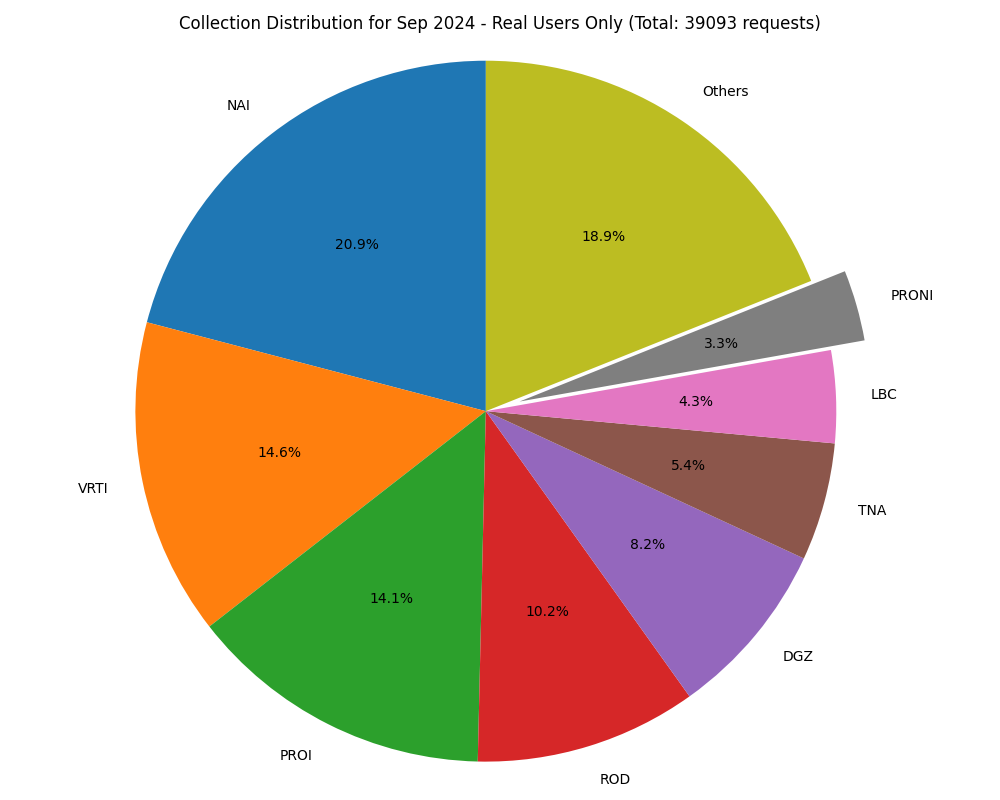 Collection Distribution for Sep 2024 - Real Users Only (Total: 39093 requests)
NAI
20.9%
VRTI
14.6%
PROI
14.1%
ROD
10.2%
DGZ
8.2%
TNA
5.4%
LBC
4.3%
PRONI
3.3%
Others
18.9%